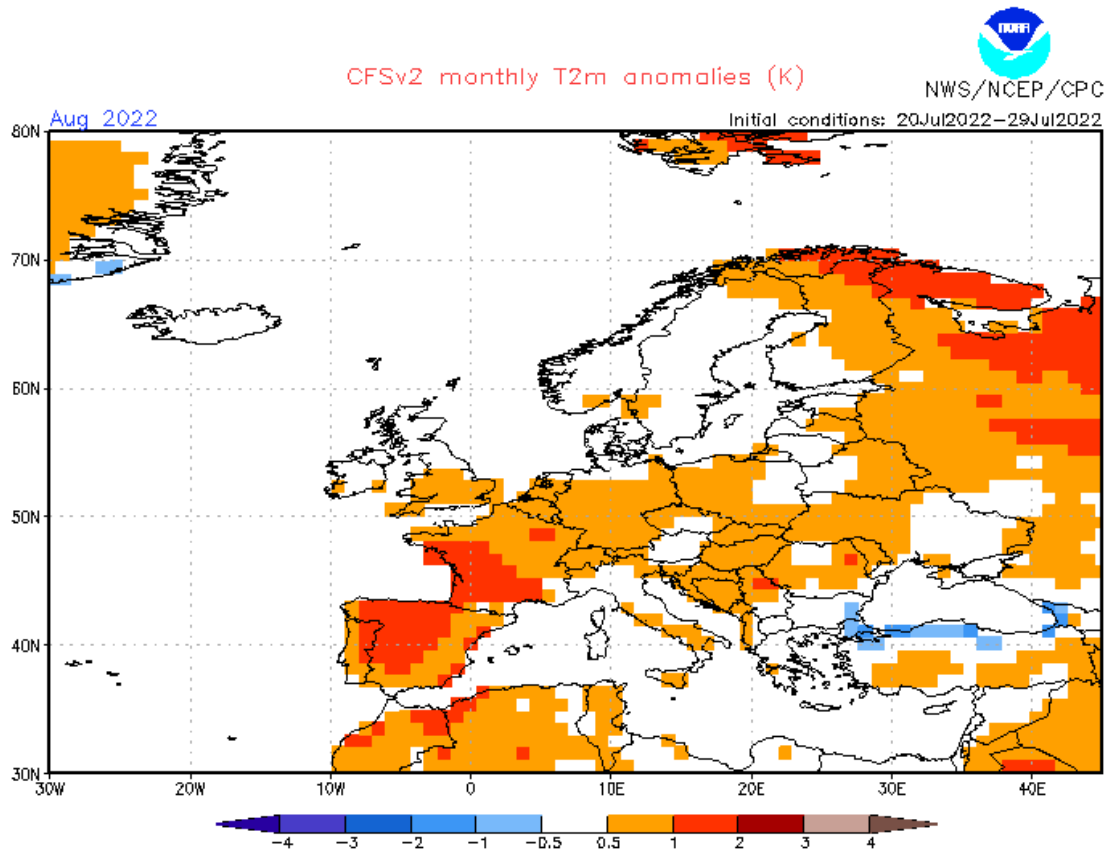 NOAA
CFSv2 monthly T2m anomalies (K)
NWS/NCEP/CPC
Aug 2022
Initial conditions: 20Jul2022–29Jul2022
80N
70N
60N
50N
40N
30N
30W 20W 10W 0 10E 20E 30E 40E
-4 -3 -2 -1 -0.5 0.5 1 2 3 4